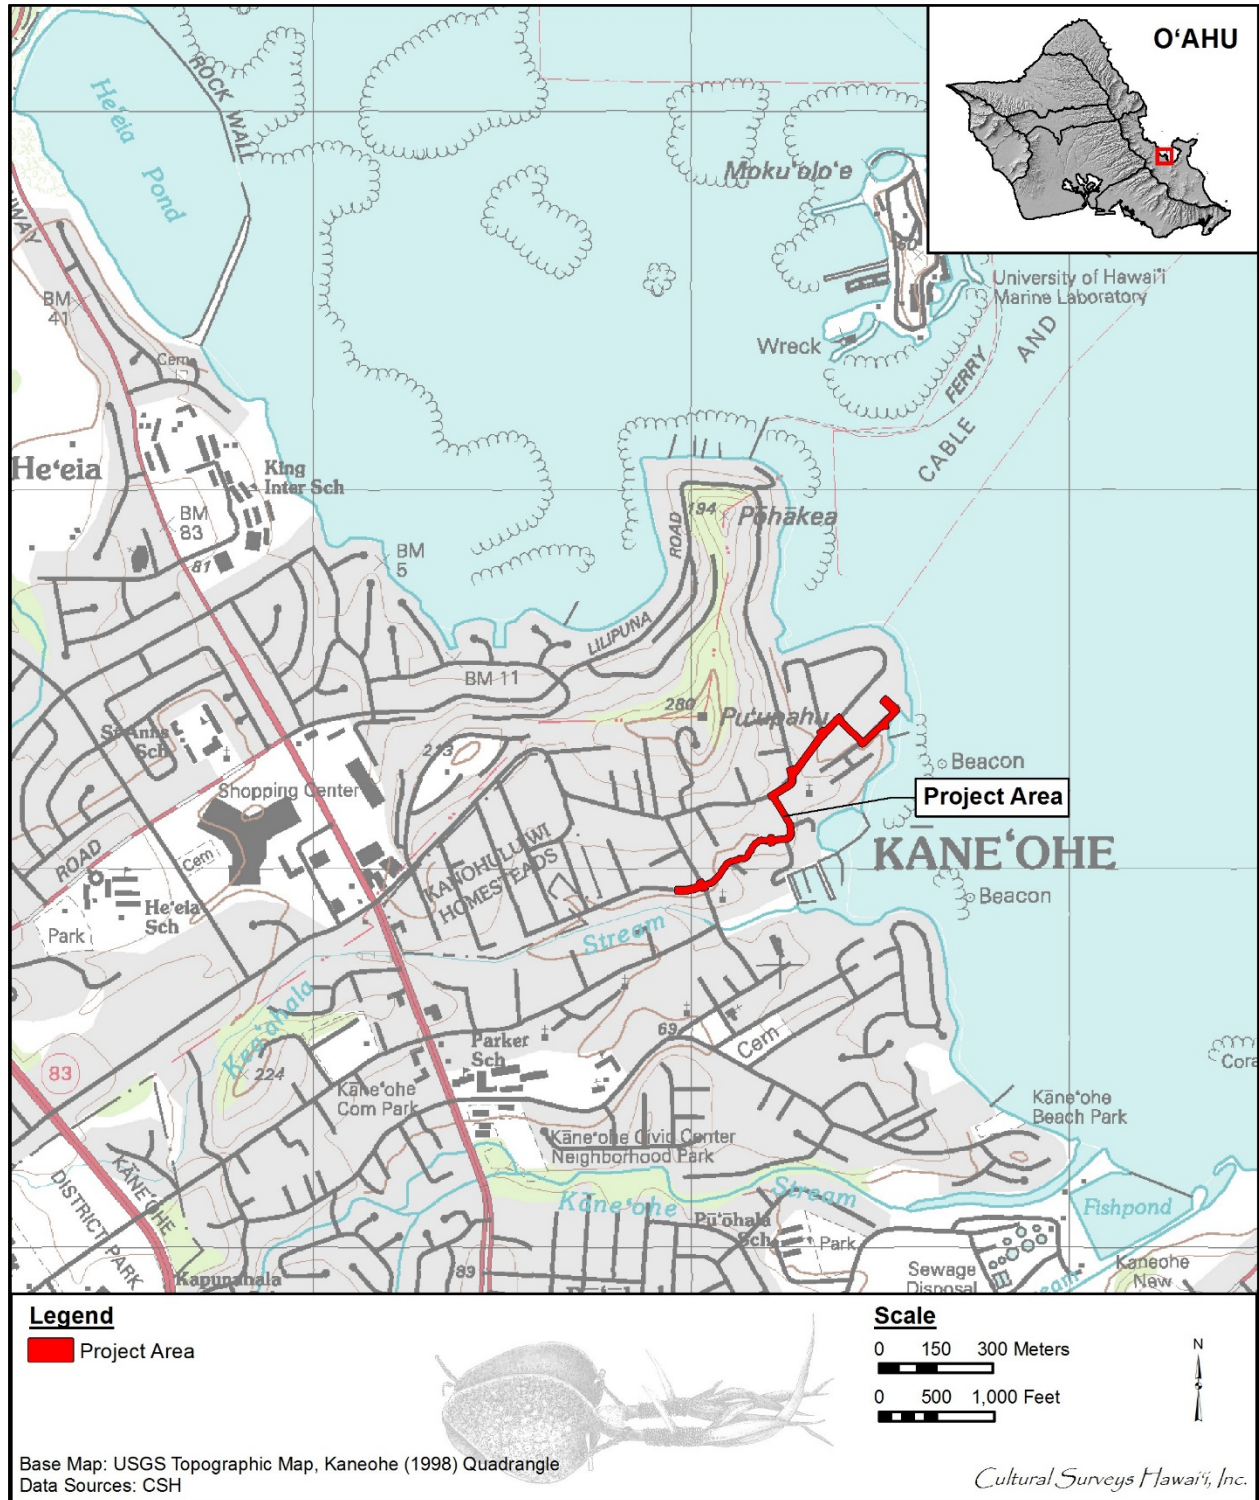 O‘AHU
ROCK WALL
He‘eia Pond
Moku‘olo‘e
60
University of Hawai‘i
Marine Laboratory
Wreck
FERRY
AND
CABLE
BM
41
Cem
He‘eia
King
Inter Sch
BM
83
81
BM
5
ROAD
194
Pōhākea
LILIPUNA
BM 11
280
Pu‘upahu
St Anns
Sch
213
Shopping Center
Beacon
Project Area
KĀNE‘OHE
ROAD
Cem
KANOHULUWI
HOMESTEADS
He‘eia
Sch
Park
Beacon
Stream
Kea‘ahala
69
Cem
Parker
Sch
83
224
Kāne‘ohe
Com Park
Kāne‘ohe
Beach Park
Kāne‘ohe Civic Center
Neighborhood Park
KĀNE‘OHE
DISTRICT PARK
Kāne‘ohe Stream
Fishpond
Pū‘ōhala
Sch
Park
89
Kapunahala
Sewage
Disposal
Kaneohe
New
Legend
Project Area
Scale
0 150 300 Meters
0 500 1,000 Feet
N
Base Map: USGS Topographic Map, Kaneohe (1998) Quadrangle
Data Sources: CSH
Cultural Surveys Hawai‘i, Inc.